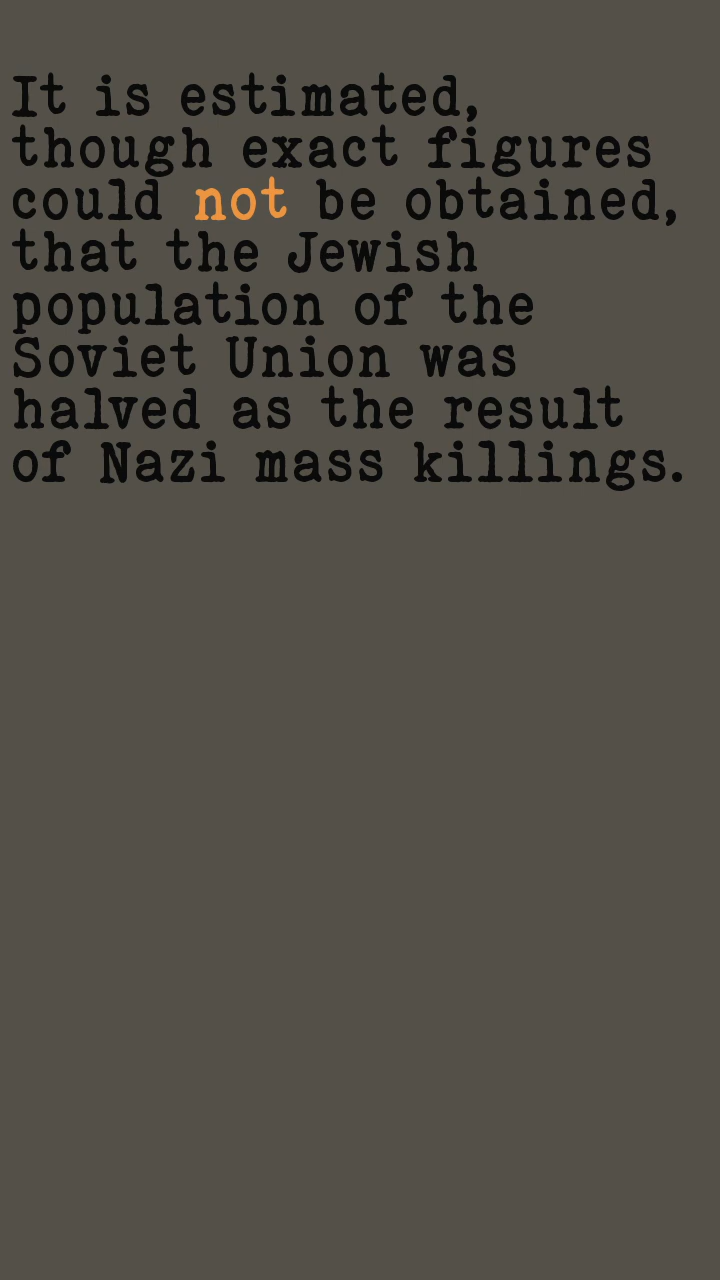 It is estimated,
though exact figures
could not be obtained,
that the Jewish
population of the
Soviet Union was
halved as the result
of Nazi mass killings.